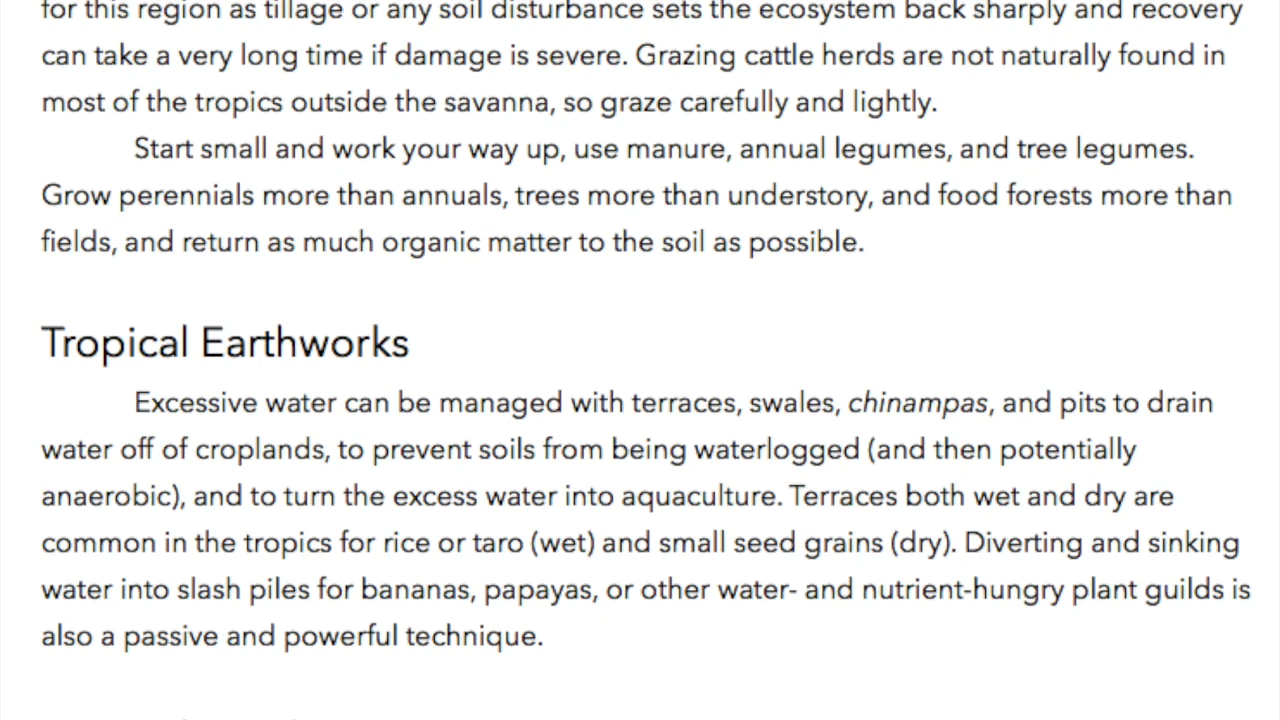 for this region as tillage or any soil disturbance sets the ecosystem back sharply and recovery
can take a very long time if damage is severe. Grazing cattle herds are not naturally found in
most of the tropics outside the savanna, so graze carefully and lightly.
Start small and work your way up, use manure, annual legumes, and tree legumes.
Grow perennials more than annuals, trees more than understory, and food forests more than
fields, and return as much organic matter to the soil as possible.
Tropical Earthworks
Excessive water can be managed with terraces, swales, chinampas, and pits to drain
water off of croplands, to prevent soils from being waterlogged (and then potentially
anaerobic), and to turn the excess water into aquaculture. Terraces both wet and dry are
common in the tropics for rice or taro (wet) and small seed grains (dry). Diverting and sinking
water into slash piles for bananas, papayas, or other water- and nutrient-hungry plant guilds is
also a passive and powerful technique.